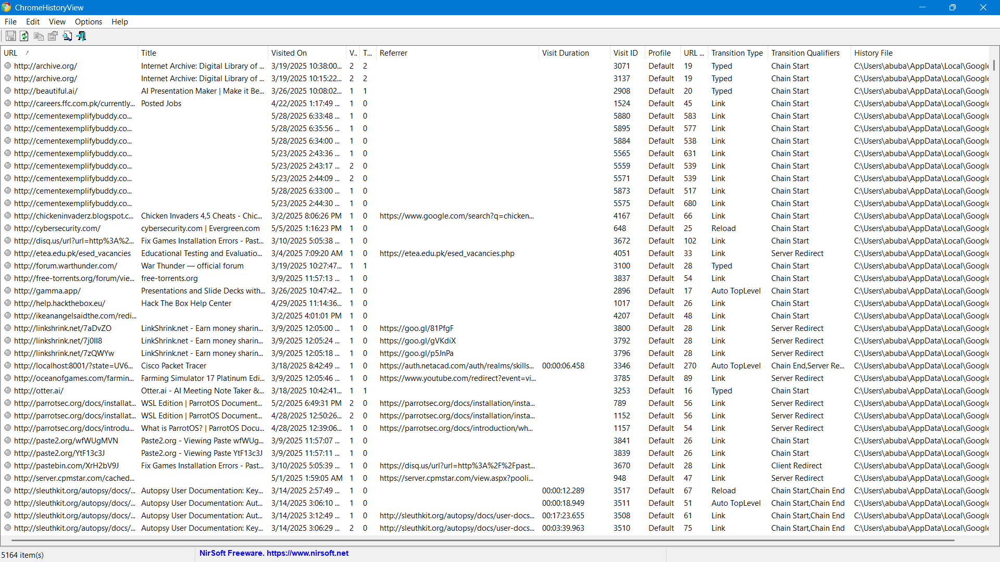 ChromeHistoryView
File Edit View Options Help
URL Title Visited On V.. T... Referrer Visit Duration Visit ID Profile URL ... Transition Type Transition Qualifiers History File
http://archive.org/ Internet Archive: Digital Library of ... 3/19/2025 10:38:00... 2 2 3071 Default 19 Typed Chain Start C:\Users\abuba\AppData\Local\Google
http://archive.org/ Internet Archive: Digital Library of ... 3/19/2025 10:15:22... 2 2 3137 Default 19 Typed Chain Start C:\Users\abuba\AppData\Local\Google
http://beautiful.ai/ AI Presentation Maker | Make it Be... 3/26/2025 10:08:02... 1 1 2908 Default 20 Typed Chain Start C:\Users\abuba\AppData\Local\Google
http://careers.ffc.com.pk/currently... Posted Jobs 4/22/2025 1:17:49 ... 1 0 1524 Default 45 Link Chain Start C:\Users\abuba\AppData\Local\Google
http://cementexemplifybuddy.co... 5/28/2025 6:33:48 ... 1 0 5880 Default 583 Link Chain Start C:\Users\abuba\AppData\Local\Google
http://cementexemplifybuddy.co... 5/28/2025 6:35:56 ... 1 0 5895 Default 577 Link Chain Start C:\Users\abuba\AppData\Local\Google
http://cementexemplifybuddy.co... 5/28/2025 6:34:00 ... 1 0 5884 Default 538 Link Chain Start C:\Users\abuba\AppData\Local\Google
http://cementexemplifybuddy.co... 5/23/2025 2:43:36 ... 1 0 5565 Default 631 Link Chain Start C:\Users\abuba\AppData\Local\Google
http://cementexemplifybuddy.co... 5/23/2025 2:43:17 ... 2 0 5559 Default 539 Link Chain Start C:\Users\abuba\AppData\Local\Google
http://cementexemplifybuddy.co... 5/23/2025 2:44:09 ... 2 0 5571 Default 539 Link Chain Start C:\Users\abuba\AppData\Local\Google
http://cementexemplifybuddy.co... 5/28/2025 6:33:00 ... 1 0 5873 Default 517 Link Chain Start C:\Users\abuba\AppData\Local\Google
http://cementexemplifybuddy.co... 5/23/2025 2:44:30 ... 1 0 5575 Default 680 Link Chain Start C:\Users\abuba\AppData\Local\Google
http://chickeninvaderz.blogspot.c... Chicken Invaders 4,5 Cheats - Chic... 3/2/2025 8:06:26 PM 1 0 https://www.google.com/search?q=chicken... 4167 Default 66 Link Chain Start C:\Users\abuba\AppData\Local\Google
http://cybersecurity.com/ cybersecurity.com | Evergreen.com 5/5/2025 1:16:23 PM 1 0 648 Default 25 Reload Chain Start C:\Users\abuba\AppData\Local\Google
http://disq.us/url?url=http%3A%2... Fix Games Installation Errors - Past... 3/10/2025 5:05:38 ... 1 0 3672 Default 102 Link Chain Start C:\Users\abuba\AppData\Local\Google
http://etea.edu.pk/esed_vacancies Educational Testing and Evaluatio... 3/4/2025 7:09:20 AM 1 0 https://etea.edu.pk/esed_vacancies.php 4051 Default 33 Link Server Redirect C:\Users\abuba\AppData\Local\Google
http://forum.warthunder.com/ War Thunder — official forum 3/19/2025 10:27:47... 1 1 3100 Default 28 Typed Chain Start C:\Users\abuba\AppData\Local\Google
http://free-torrents.org/forum/vie... free-torrents.org 3/9/2025 11:57:13 ... 1 0 3837 Default 54 Link Chain Start C:\Users\abuba\AppData\Local\Google
http://gamma.app/ Presentations and Slide Decks with... 3/26/2025 10:47:42... 1 0 2896 Default 17 Auto TopLevel Chain Start C:\Users\abuba\AppData\Local\Google
http://help.hackthebox.eu/ Hack The Box Help Center 4/29/2025 11:14:36... 1 0 1017 Default 26 Link Chain Start C:\Users\abuba\AppData\Local\Google
http://ikeanangelsaidthe.com/redi... 3/2/2025 4:01:01 PM 1 0 4207 Default 48 Link Chain Start C:\Users\abuba\AppData\Local\Google
http://linkshrink.net/7aDvZO LinkShrink.net - Earn money sharin... 3/9/2025 12:05:00 ... 1 0 https://goo.gl/81PfgF 3800 Default 28 Link Server Redirect C:\Users\abuba\AppData\Local\Google
http://linkshrink.net/7j0II8 LinkShrink.net - Earn money sharin... 3/9/2025 12:05:24 ... 1 0 https://goo.gl/gVKdiX 3792 Default 28 Link Server Redirect C:\Users\abuba\AppData\Local\Google
http://linkshrink.net/7zQWYw LinkShrink.net - Earn money sharin... 3/9/2025 12:05:18 ... 1 0 https://goo.gl/p5JnPa 3796 Default 28 Link Server Redirect C:\Users\abuba\AppData\Local\Google
http://localhost:8001/?state=UV6... Cisco Packet Tracer 3/18/2025 8:42:49 ... 1 0 https://auth.netacad.com/auth/realms/skills... 00:00:06.458 3346 Default 270 Auto TopLevel Chain End,Server Re... C:\Users\abuba\AppData\Local\Google
http://oceanofgames.com/farmin... Farming Simulator 17 Platinum Edi... 3/9/2025 12:05:46 ... 1 0 https://www.youtube.com/redirect?event=vi... 3785 Default 89 Link Server Redirect C:\Users\abuba\AppData\Local\Google
http://otter.ai/ Otter.ai - AI Meeting Note Taker &... 3/18/2025 10:42:41... 1 1 3253 Default 16 Typed Chain Start C:\Users\abuba\AppData\Local\Google
http://parrotsec.org/docs/installat... WSL Edition | ParrotOS Document... 5/2/2025 6:49:31 PM 2 0 https://parrotsec.org/docs/installation/insta... 789 Default 56 Link Server Redirect C:\Users\abuba\AppData\Local\Google
http://parrotsec.org/docs/installat... WSL Edition | ParrotOS Document... 4/28/2025 12:50:26... 2 0 https://parrotsec.org/docs/installation/insta... 1152 Default 56 Link Server Redirect C:\Users\abuba\AppData\Local\Google
http://parrotsec.org/docs/introdu... What is ParrotOS? | ParrotOS Docu... 4/28/2025 12:39:06... 1 0 https://parrotsec.org/docs/introduction/wh... 1157 Default 54 Link Server Redirect C:\Users\abuba\AppData\Local\Google
http://paste2.org/wfWUgMVN Paste2.org - Viewing Paste wfWUg... 3/9/2025 11:57:07 ... 1 0 3841 Default 26 Link Chain Start C:\Users\abuba\AppData\Local\Google
http://paste2.org/YtF13c3J Paste2.org - Viewing Paste YtF13c3J 3/9/2025 11:57:11 ... 1 0 3839 Default 26 Link Chain Start C:\Users\abuba\AppData\Local\Google
http://pastebin.com/XrH2bV9J Fix Games Installation Errors - Past... 3/10/2025 5:05:39 ... 1 0 https://disq.us/url?url=http%3A%2F%2Fpast... 3670 Default 28 Link Client Redirect C:\Users\abuba\AppData\Local\Google
http://server.cpmstar.com/cached... 5/1/2025 1:59:05 AM 1 0 https://server.cpmstar.com/view.aspx?pooli... 948 Default 47 Link Server Redirect C:\Users\abuba\AppData\Local\Google
http://sleuthkit.org/autopsy/docs/... Autopsy User Documentation: Key... 3/14/2025 2:57:49 ... 1 0 00:00:12.289 3517 Default 67 Reload Chain Start,Chain End C:\Users\abuba\AppData\Local\Google
http://sleuthkit.org/autopsy/docs/... Autopsy User Documentation: Aut... 3/14/2025 3:06:10 ... 1 0 00:00:18.949 3511 Default 51 Auto TopLevel Chain Start,Chain End C:\Users\abuba\AppData\Local\Google
http://sleuthkit.org/autopsy/docs/... Autopsy User Documentation: Aut... 3/14/2025 3:12:49 ... 1 0 http://sleuthkit.org/autopsy/docs/user-docs... 00:17:23.655 3508 Default 61 Link Chain Start,Chain End C:\Users\abuba\AppData\Local\Google
http://sleuthkit.org/autopsy/docs/... Autopsy User Documentation: Key... 3/14/2025 3:06:29 ... 2 0 http://sleuthkit.org/autopsy/docs/user-docs... 00:03:39.963 3510 Default 75 Link Chain Start,Chain End C:\Users\abuba\AppData\Local\Google
5164 item(s) NirSoft Freeware. https://www.nirsoft.net